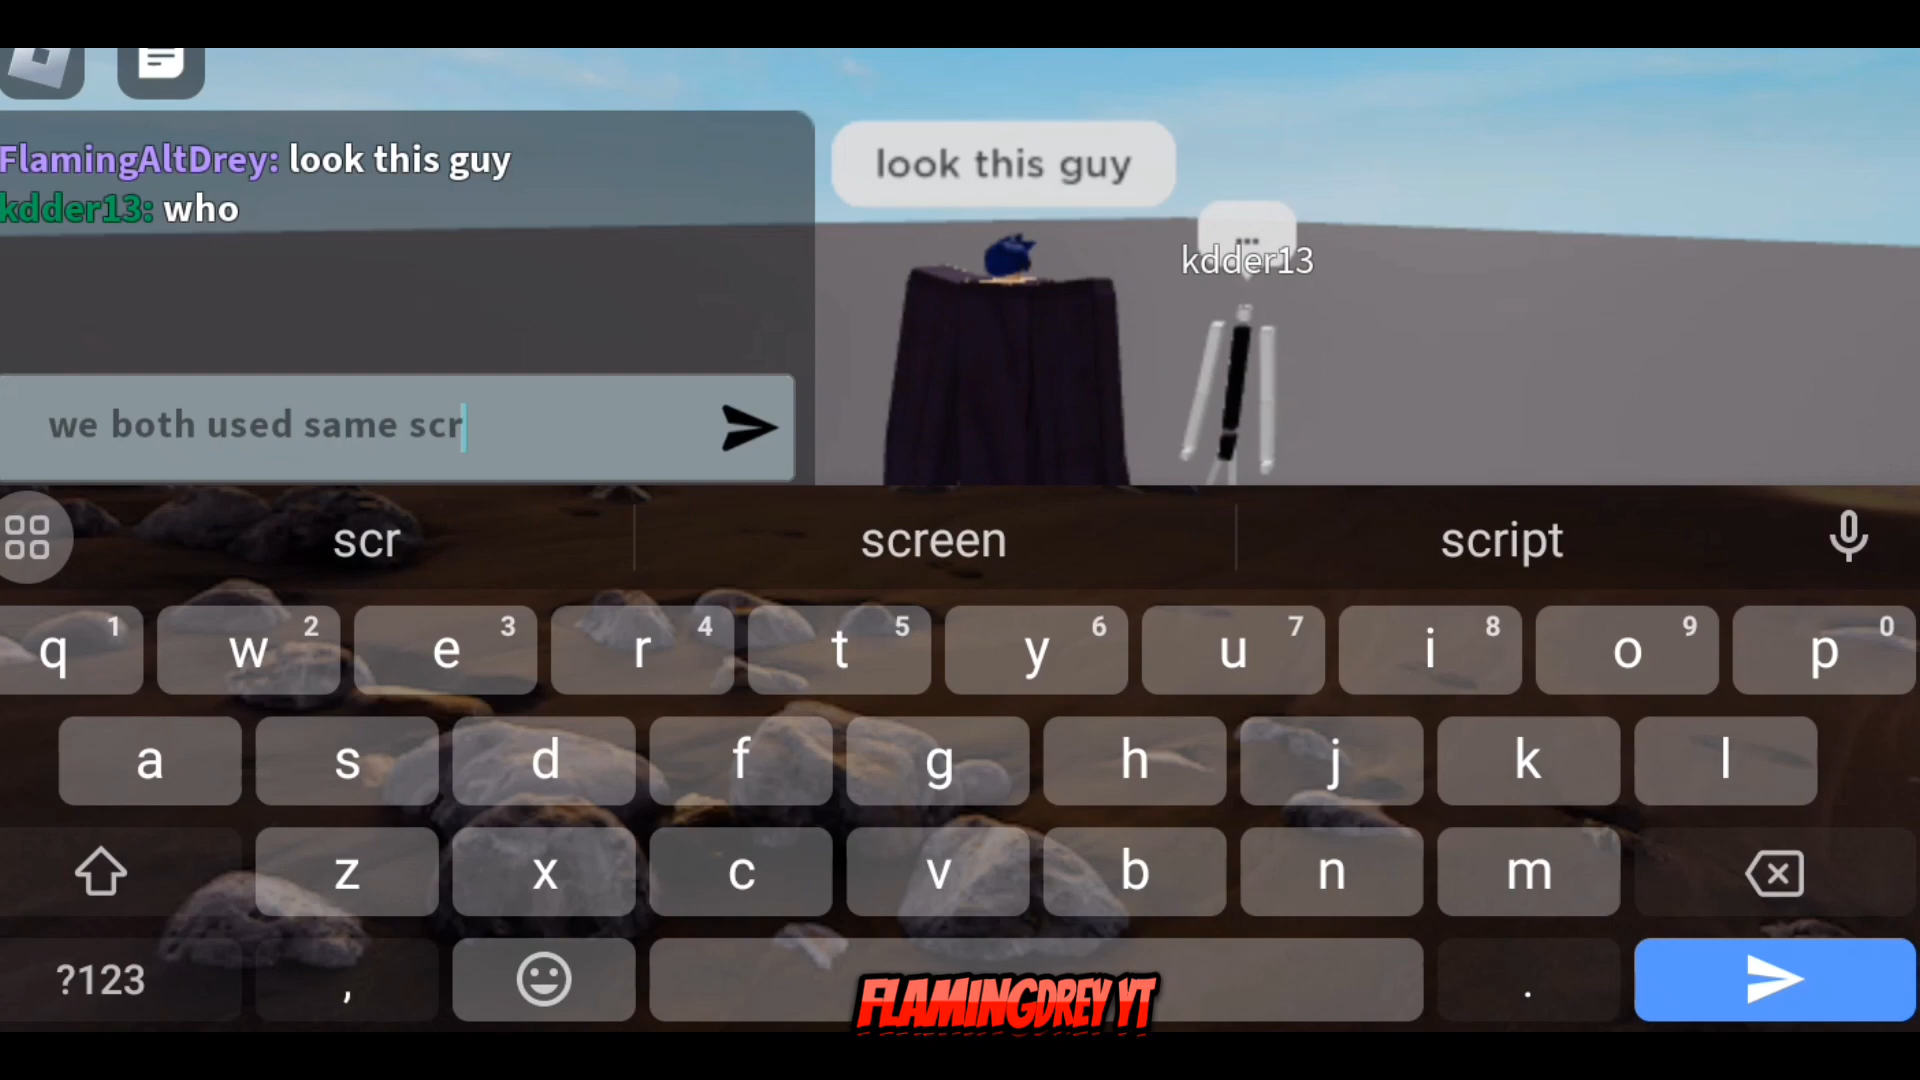 FlamingAltDrey: look this guy
kdder13: who
look this guy
...
kdder13
we both used same scr
scr screen script
q 1 w 2 e 3 r 4 t 5 y 6 u 7 i 8 o 9 p 0
a s d f g h j k l
z x c v b n m
?123 , .
FLAMINGDREY YT